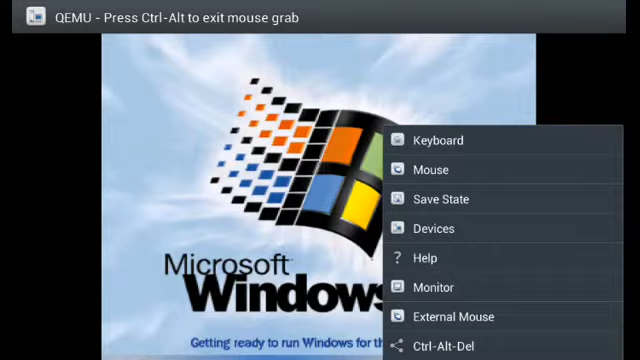 QEMU - Press Ctrl-Alt to exit mouse grab
Microsoft
Windows
Getting ready to run Windows for th
Keyboard
Mouse
Save State
Devices
? Help
Monitor
External Mouse
Ctrl-Alt-Del